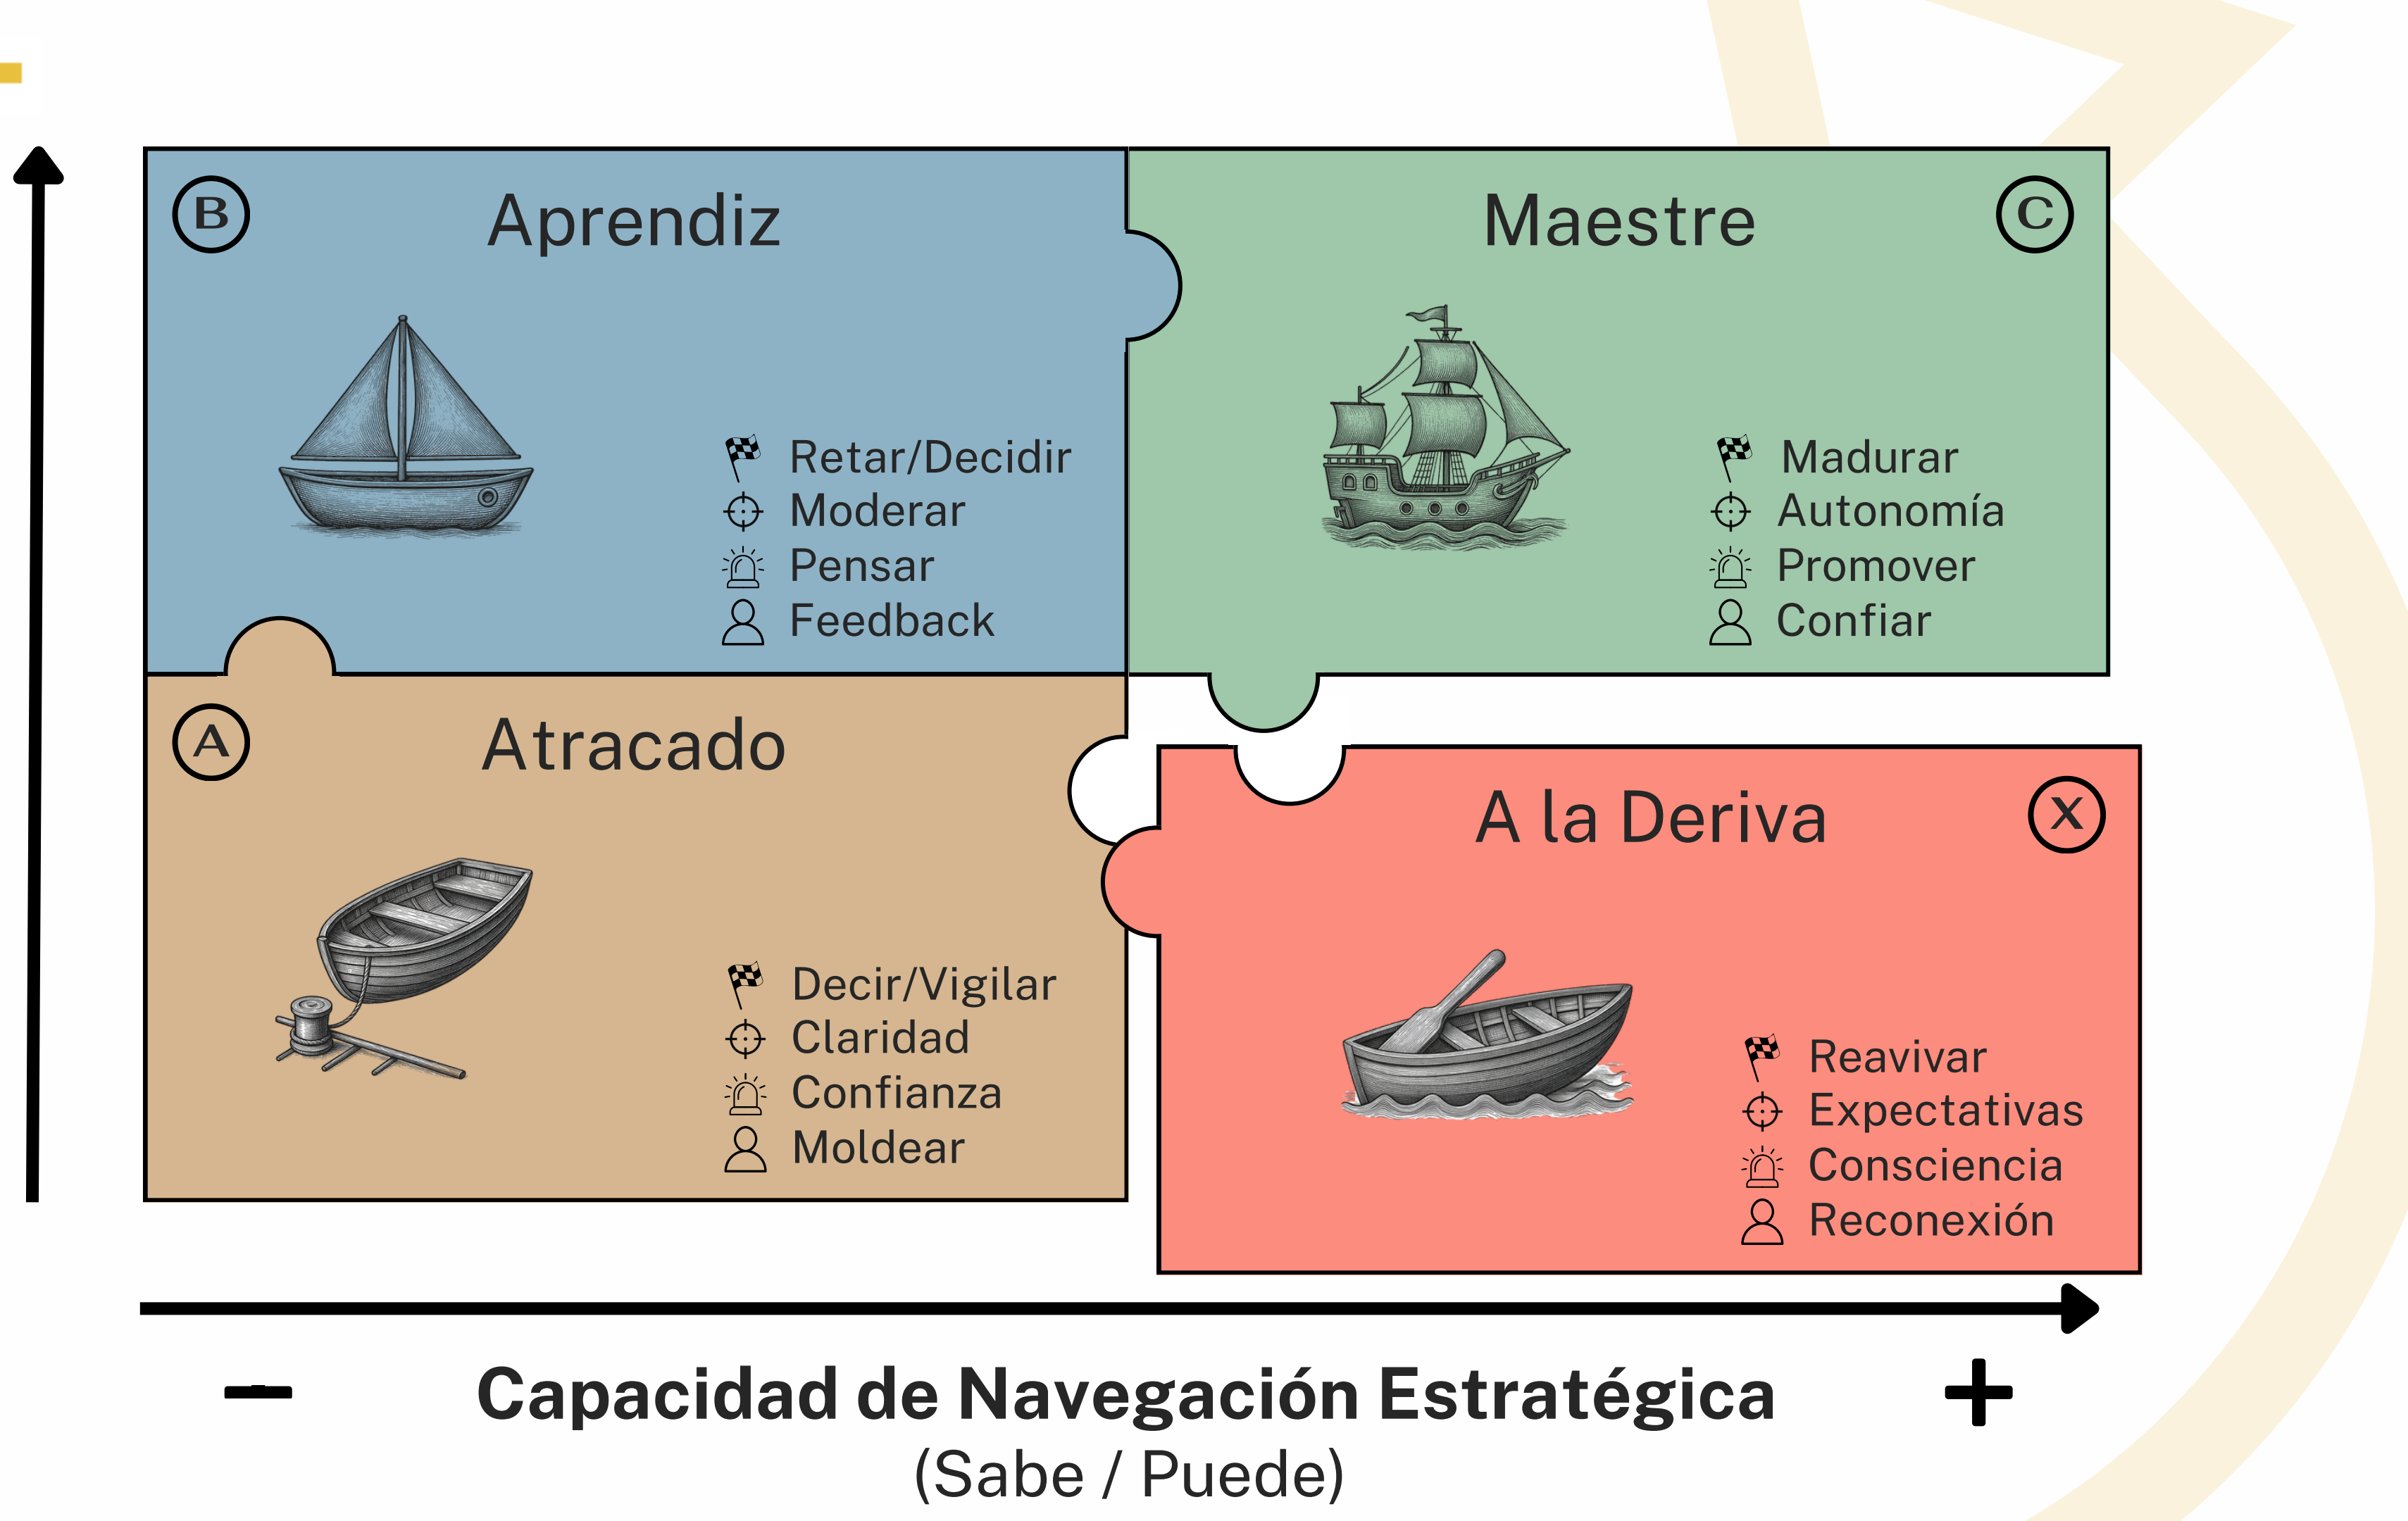 B
Aprendiz
Retar/Decidir
Moderar
Pensar
Feedback
Maestre
C
Madurar
Autonomía
Promover
Confiar
A
Atracado
Decir/Vigilar
Claridad
Confianza
Moldear
A la Deriva
X
Reavivar
Expectativas
Consciencia
Reconexión
− Capacidad de Navegación Estratégica +
(Sabe / Puede)